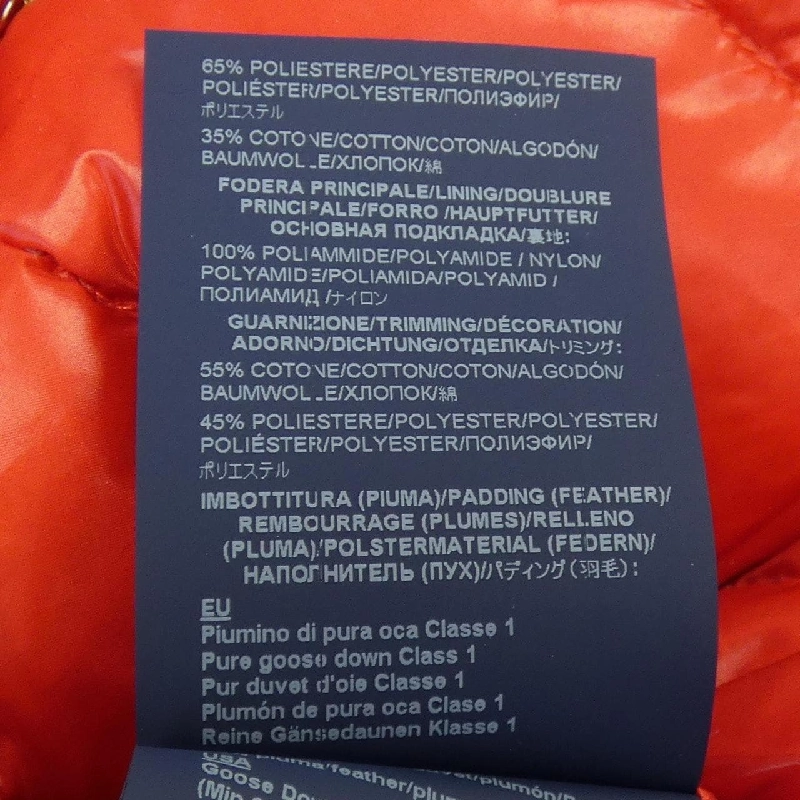 65% POLIESTERE/POLYESTER/POLYESTER/
POLIÉSTER/POLYESTER/ПОЛИЭФИР/
ポリエステル
35% COTONE/COTTON/COTON/ALGODÓN/
BAUMWOLLE/ХЛОПОК/綿
FODERA PRINCIPALE/LINING/DOUBLURE
PRINCIPALE/FORRO /HAUPTFUTTER/
ОСНОВНАЯ ПОДКЛАДКА/裏地:
100% POLIAMMIDE/POLYAMIDE / NYLON/
POLYAMIDE/POLIAMIDA/POLYAMID /
ПОЛИАМИД /ナイロン
GUARNIZIONE/TRIMMING/DÉCORATION/
ADORNO/DICHTUNG/ОТДЕЛКА/トリミング:
55% COTONE/COTTON/COTON/ALGODÓN/
BAUMWOLLE/ХЛОПОК/綿
45% POLIESTERE/POLYESTER/POLYESTER/
POLIÉSTER/POLYESTER/ПОЛИЭФИР/
ポリエステル
IMBOTTITURA (PIUMA)/PADDING (FEATHER)/
REMBOURRAGE (PLUMES)/RELLENO
(PLUMA)/POLSTERMATERIAL (FEDERN)/
НАПОЛНИТЕЛЬ (ПУХ)/パディング(羽毛):
EU
Piumino di pura oca Classe 1
Pure goose down Class 1
Pur duvet d'oie Classe 1
Plumón de pura oca Clase 1
Reine Gänsedaunen Klasse 1
USA
Goose